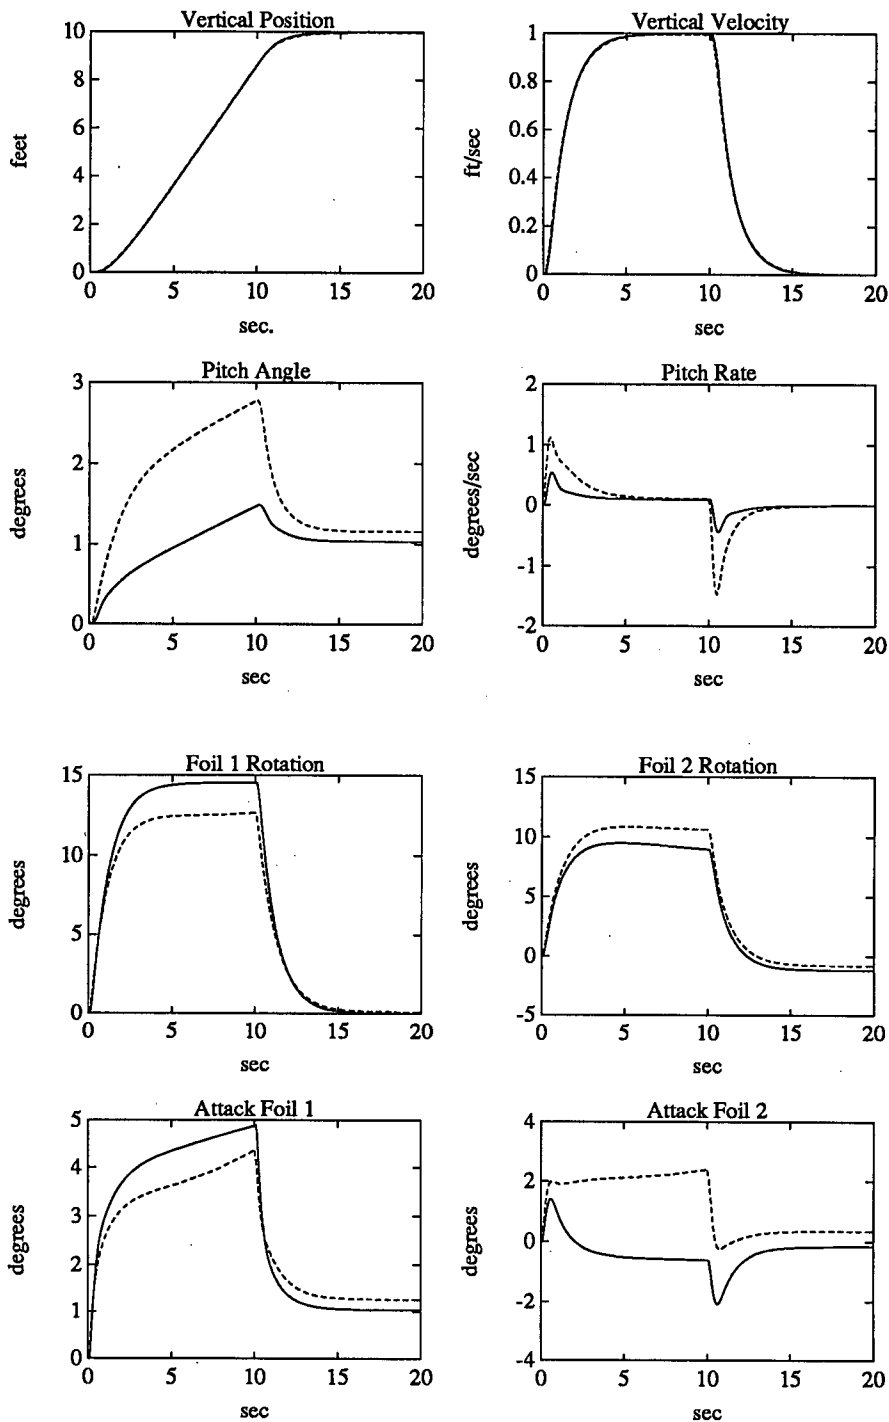 Vertical Position
10
8
6
4
2
0
feet
0 5 10 15 20
sec.
Vertical Velocity
1
0.8
0.6
0.4
0.2
0
ft/sec
0 5 10 15 20
sec
Pitch Angle
3
2
1
0
degrees
0 5 10 15 20
sec
Pitch Rate
2
1
0
-1
-2
degrees/sec
0 5 10 15 20
sec
Foil 1 Rotation
15
10
5
0
degrees
0 5 10 15 20
sec
Foil 2 Rotation
15
10
5
0
-5
degrees
0 5 10 15 20
sec
Attack Foil 1
5
4
3
2
1
0
degrees
0 5 10 15 20
sec
Attack Foil 2
4
2
0
-2
-4
degrees
0 5 10 15 20
sec